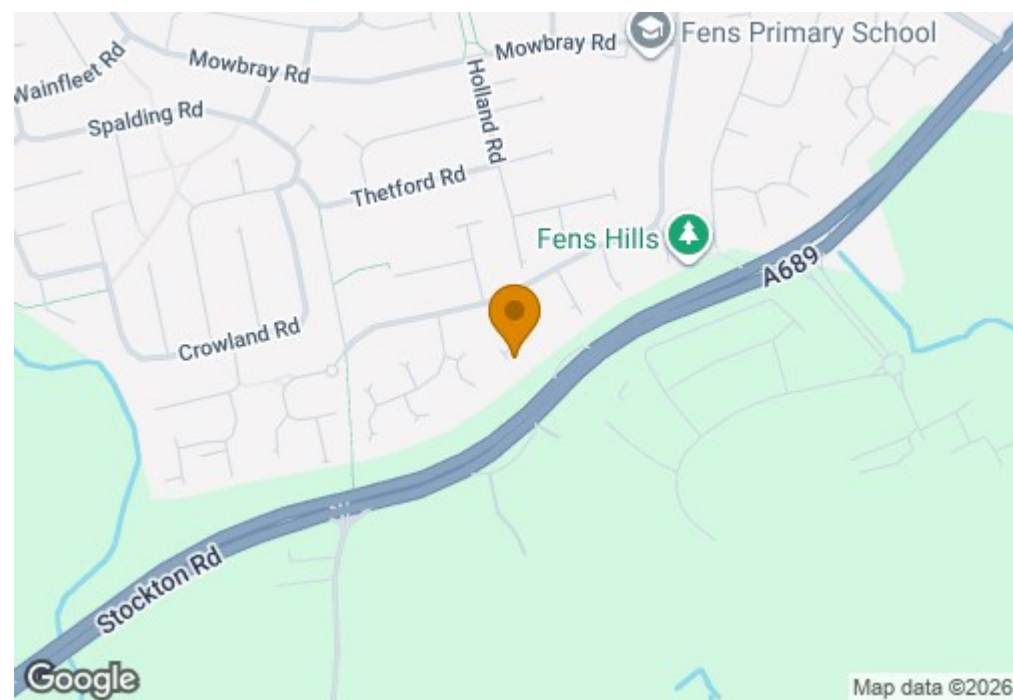 Fens Primary School
Mowbray Rd
Wainfleet Rd
Mowbray Rd
Holland Rd
Spalding Rd
Thetford Rd
Fens Hills
A689
Crowland Rd
Stockton Rd
Google
Map data ©2026